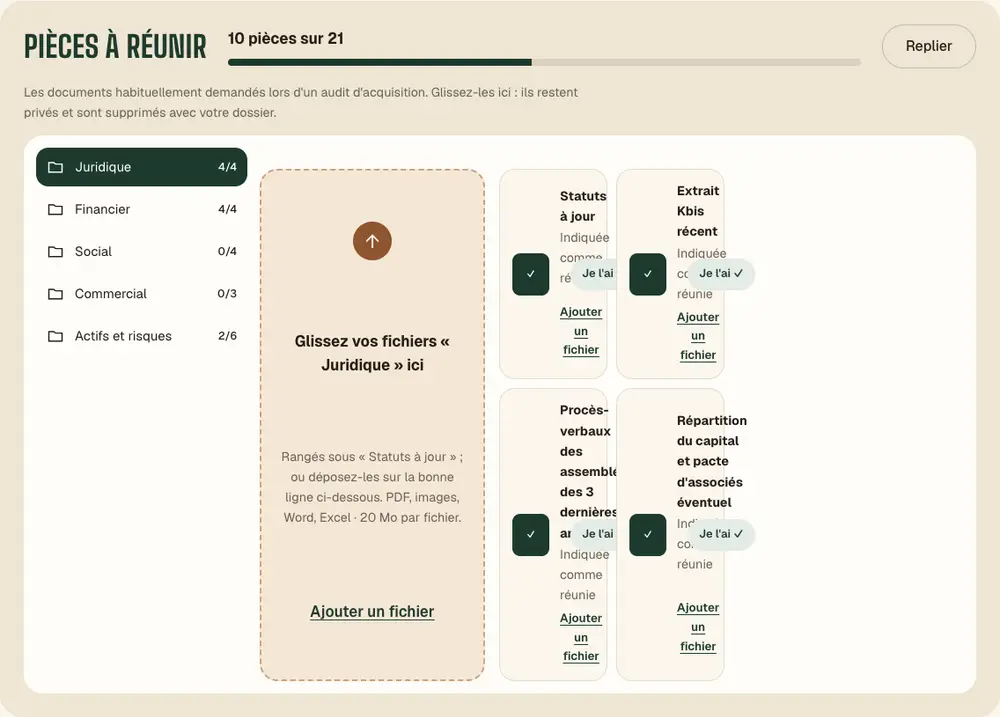 PIÈCES À RÉUNIR
10 pièces sur 21
Replier
Les documents habituellement demandés lors d'un audit d'acquisition. Glissez-les ici : ils restent
privés et sont supprimés avec votre dossier.
Juridique 4/4
Financier 4/4
Social 0/4
Commercial 0/3
Actifs et risques 2/6
Glissez vos fichiers «
Juridique » ici
Rangés sous « Statuts à jour » ;
ou déposez-les sur la bonne
ligne ci-dessous. PDF, images,
Word, Excel · 20 Mo par fichier.
Ajouter un fichier
Statuts
à jour
Indiquée
comme
Je l'ai
Ajouter
un
fichier
Extrait
Kbis
récent
Indiquée
Je l'ai ✓
réunie
Ajouter
un
fichier
Procès-
verbaux
des
des 3
dernières
Je l'ai
Indiquée
comme
réunie
Ajouter
un
fichier
Répartition
du capital
et pacte
d'associés
éventuel
Je l'ai ✓
réunie
Ajouter
un
fichier